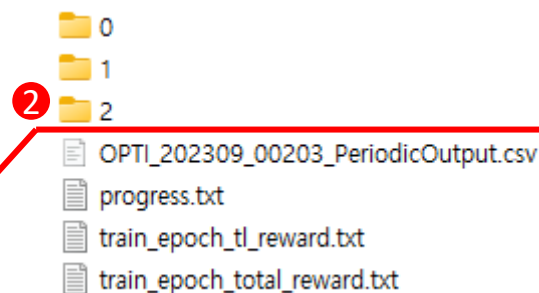 0
1
2 2
OPTI_202309_00203_PeriodicOutput.csv
progress.txt
train_epoch_tl_reward.txt
train_epoch_total_reward.txt